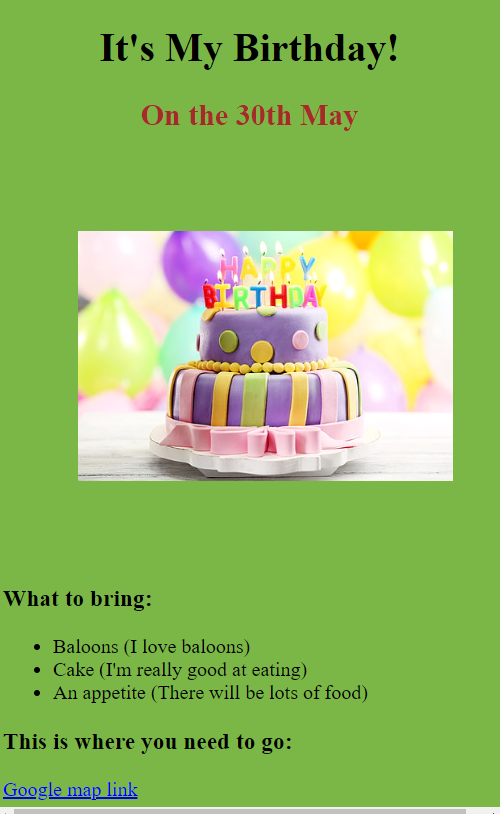 It's My Birthday!
On the 30th May
HAPPY
BIRTHDAY
What to bring:
Baloons (I love baloons)
Cake (I'm really good at eating)
An appetite (There will be lots of food)
This is where you need to go:
Google map link